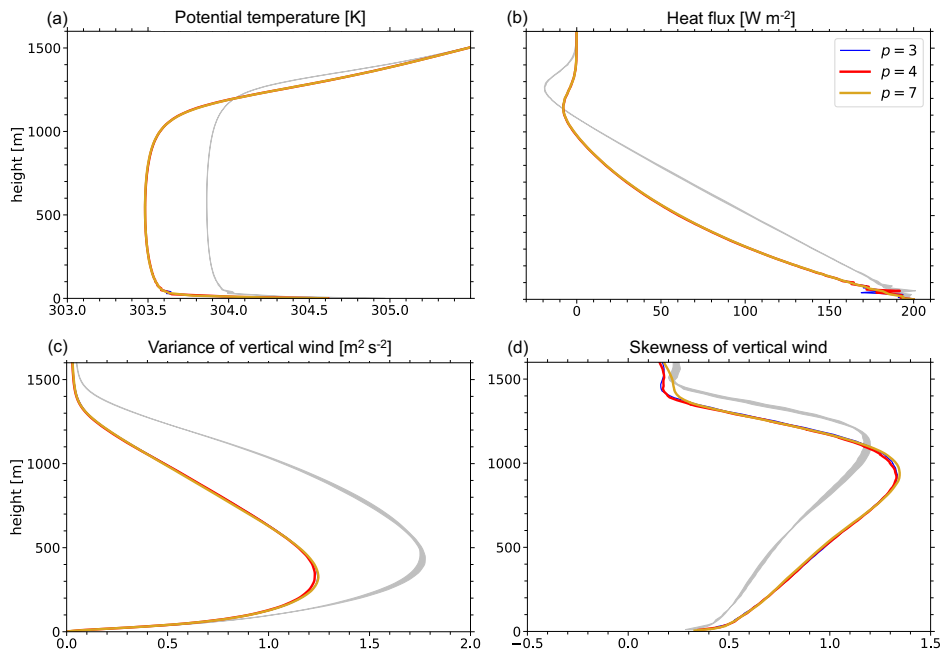 (a) Potential temperature [K]
(b) Heat flux [W m-2]
1500
1000
500
0
height [m]
303.0 303.5 304.0 304.5 305.0
p = 3
p = 4
p = 7
0 50 100 150 200
(c) Variance of vertical wind [m2 s-2]
(d) Skewness of vertical wind
1500
1000
500
0
height [m]
0.0 0.5 1.0 1.5 2.0
1500
1000
500
0
−0.5 0.0 0.5 1.0 1.5